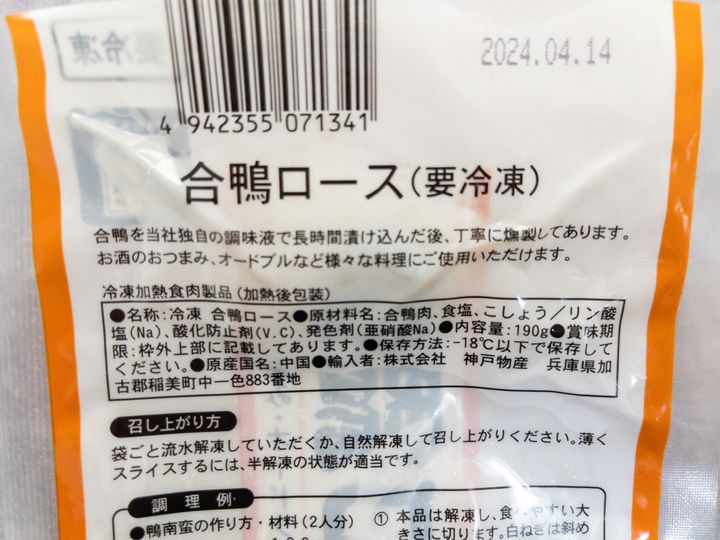 2024.04.14
4 942355 071341
合鴨ロース(要冷凍)
合鴨を当社独自の調味液で長時間漬け込んだ後、丁寧に燻製してあります。
お酒のおつまみ、オードブルなど様々な料理にご使用いただけます。
冷凍加熱食肉製品(加熱後包装)
●名称:冷凍 合鴨ロース●原材料名:合鴨肉、食塩、こしょう/リン酸
塩(Na)、酸化防止剤(V.C)、発色剤(亜硝酸Na)●内容量:190g●賞味期
限:枠外上部に記載してあります。●保存方法:-18℃以下で保存して
ください。●原産国名:中国●輸入者:株式会社 神戸物産 兵庫県加
古郡稲美町中一色883番地
召し上がり方
袋ごと流水解凍していただくか、自然解凍して召し上がりください。薄く
スライスするには、半解凍の状態が適当です。
調理例
●鴨南蛮の作り方・材料(2人分)
① 本品は解凍し、食べやすい大
きさに切ります。白ねぎは斜め